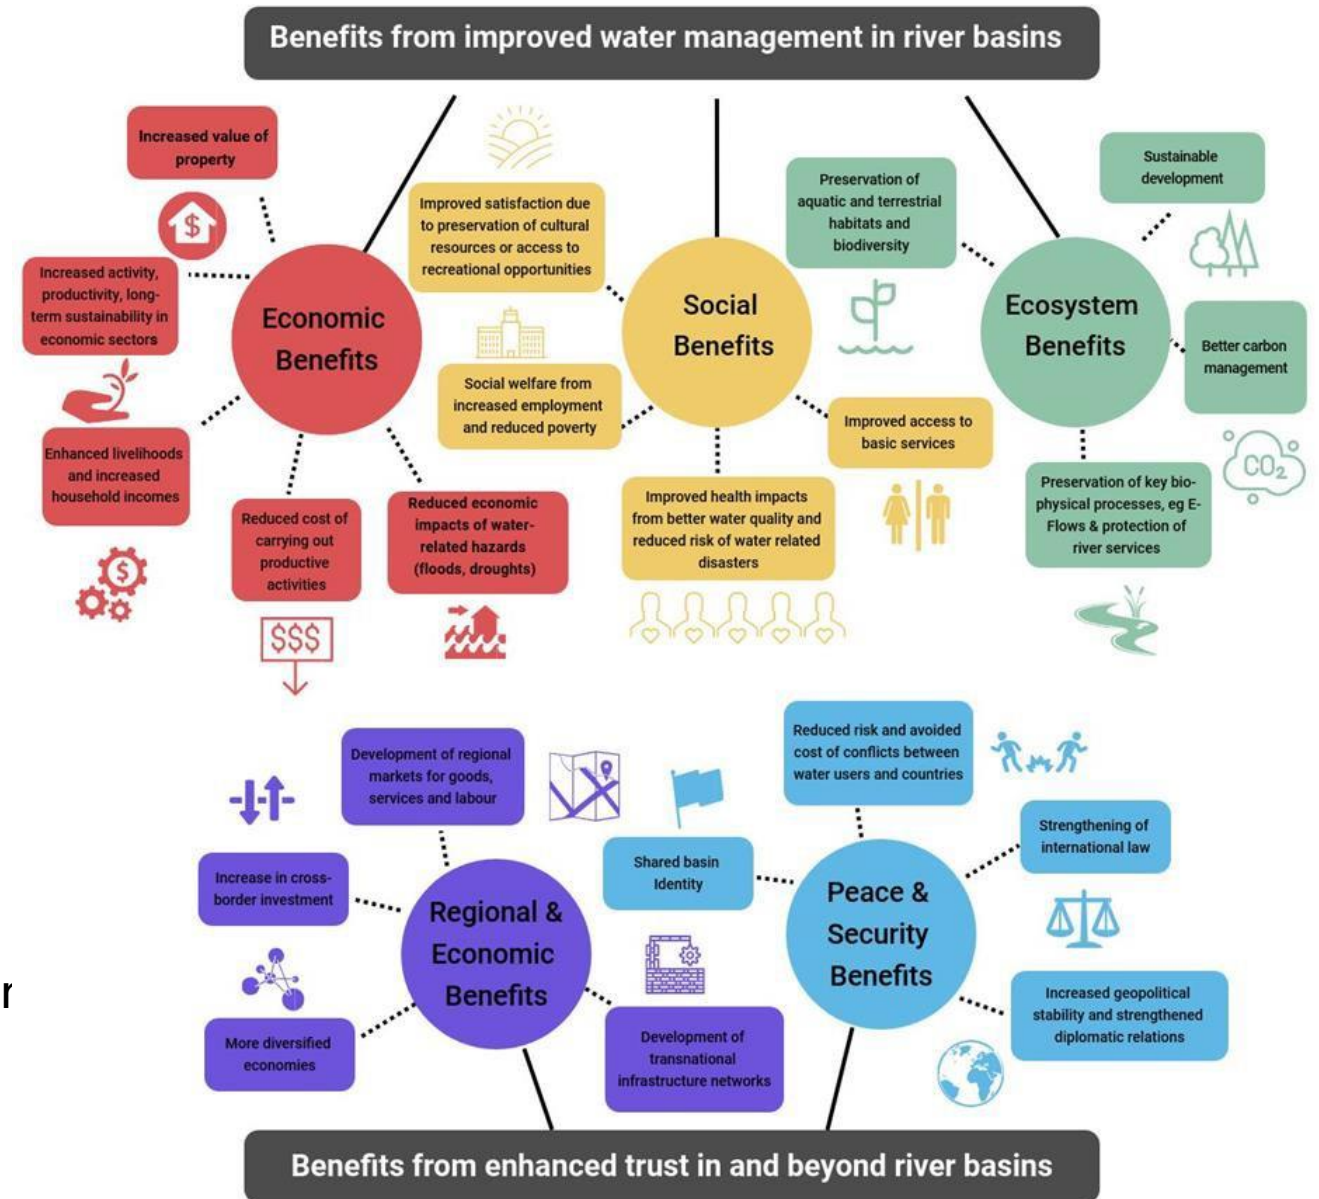 Benefits from improved water management in river basins
Increased value of
property
$
Increased activity,
productivity, long-
term sustainability in
economic sectors
Enhanced livelihoods
and increased
household incomes
$
Economic
Benefits
Reduced cost of
carrying out
productive
activities
$$$
Reduced economic
impacts of water-
related hazards
(floods, droughts)
Improved satisfaction due
to preservation of cultural
resources or access to
recreational opportunities
Social welfare from
increased employment
and reduced poverty
Social
Benefits
Improved health impacts
from better water quality and
reduced risk of water related
disasters
Improved access to
basic services
Preservation of
aquatic and terrestrial
habitats and
biodiversity
Ecosystem
Benefits
Sustainable
development
Better carbon
management
CO2
Preservation of key bio-
physical processes, eg E-
Flows & protection of
river services
Development of regional
markets for goods,
services and labour
Increase in cross-
border investment
More diversified
economies
Regional &
Economic
Benefits
Development of
transnational
infrastructure networks
Shared basin
Identity
Reduced risk and avoided
cost of conflicts between
water users and countries
Peace &
Security
Benefits
Strengthening of
international law
Increased geopolitical
stability and strengthened
diplomatic relations
Benefits from enhanced trust in and beyond river basins